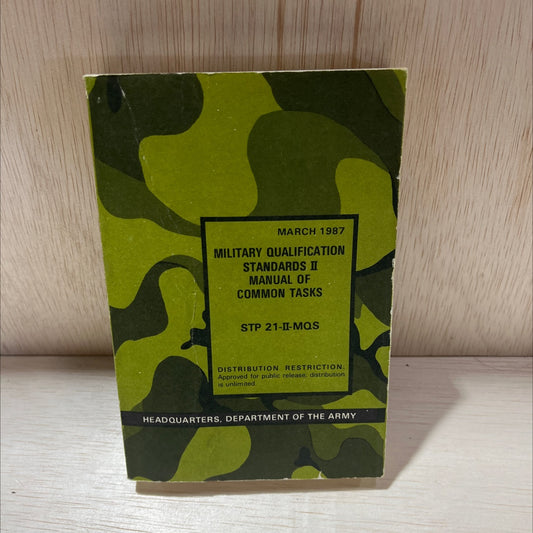 MARCH 1987
MILITARY QUALIFICATION
STANDARDS II
MANUAL OF
COMMON TASKS
STP 21-II-MQS
DISTRIBUTION RESTRICTION.
Approved for public release; distribution
is unlimited.
HEADQUARTERS, DEPARTMENT OF THE ARMY